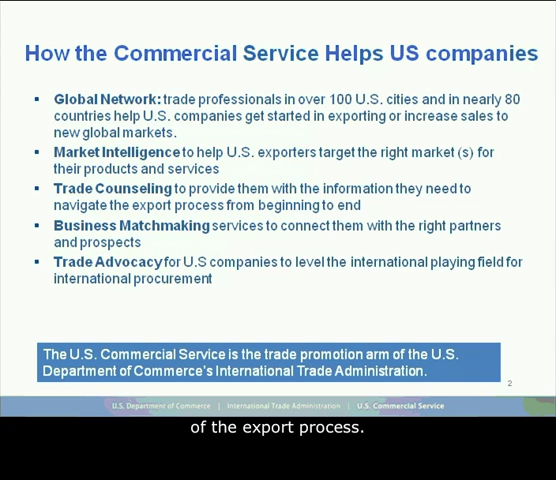 How the Commercial Service Helps US companies
▪ Global Network: trade professionals in over 100 U.S. cities and in nearly 80
countries help U.S. companies get started in exporting or increase sales to
new global markets.
▪ Market Intelligence to help U.S. exporters target the right market (s) for
their products and services
▪ Trade Counseling to provide them with the information they need to
navigate the export process from beginning to end
▪ Business Matchmaking services to connect them with the right partners
and prospects
▪ Trade Advocacy for U.S companies to level the international playing field for
international procurement
The U.S. Commercial Service is the trade promotion arm of the U.S.
Department of Commerce's International Trade Administration.
2
U.S. Department of Commerce | International Trade Administration | U.S. Commercial Service
of the export process.